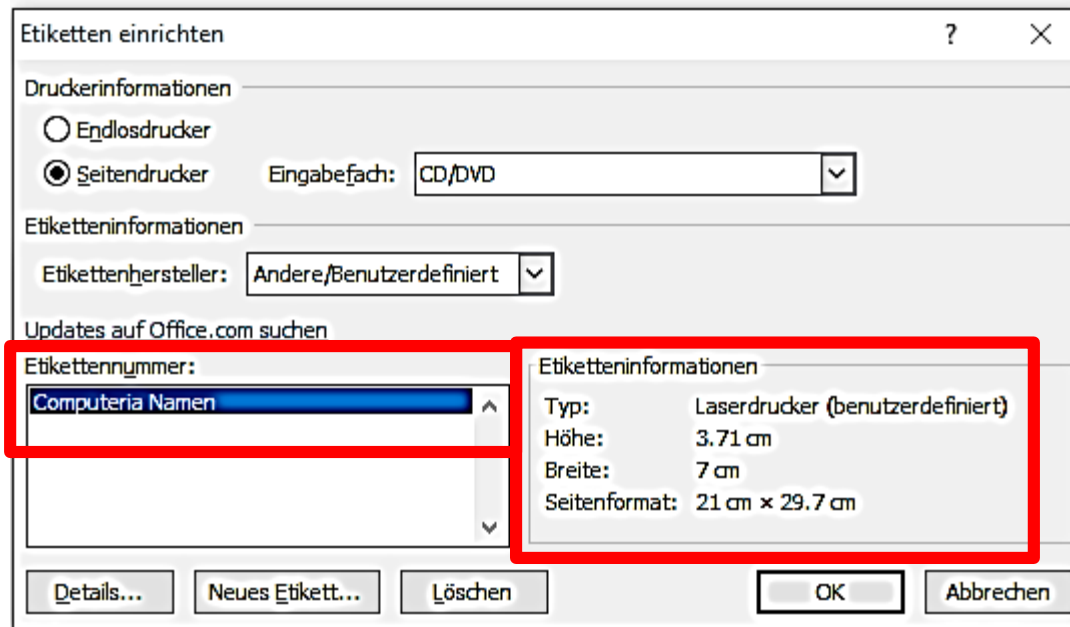 Etiketten einrichten ? ×
Druckerinformationen
Endlosdrucker
Seitendrucker Eingabefach: CD/DVD
Etiketteninformationen
Etikettenhersteller: Andere/Benutzerdefiniert
Updates auf Office.com suchen
Etikettennummer:
Computeria Namen
Etiketteninformationen
Typ: Laserdrucker (benutzerdefiniert)
Höhe: 3.71 cm
Breite: 7 cm
Seitenformat: 21 cm × 29.7 cm
Details... Neues Etikett... Löschen OK Abbrechen